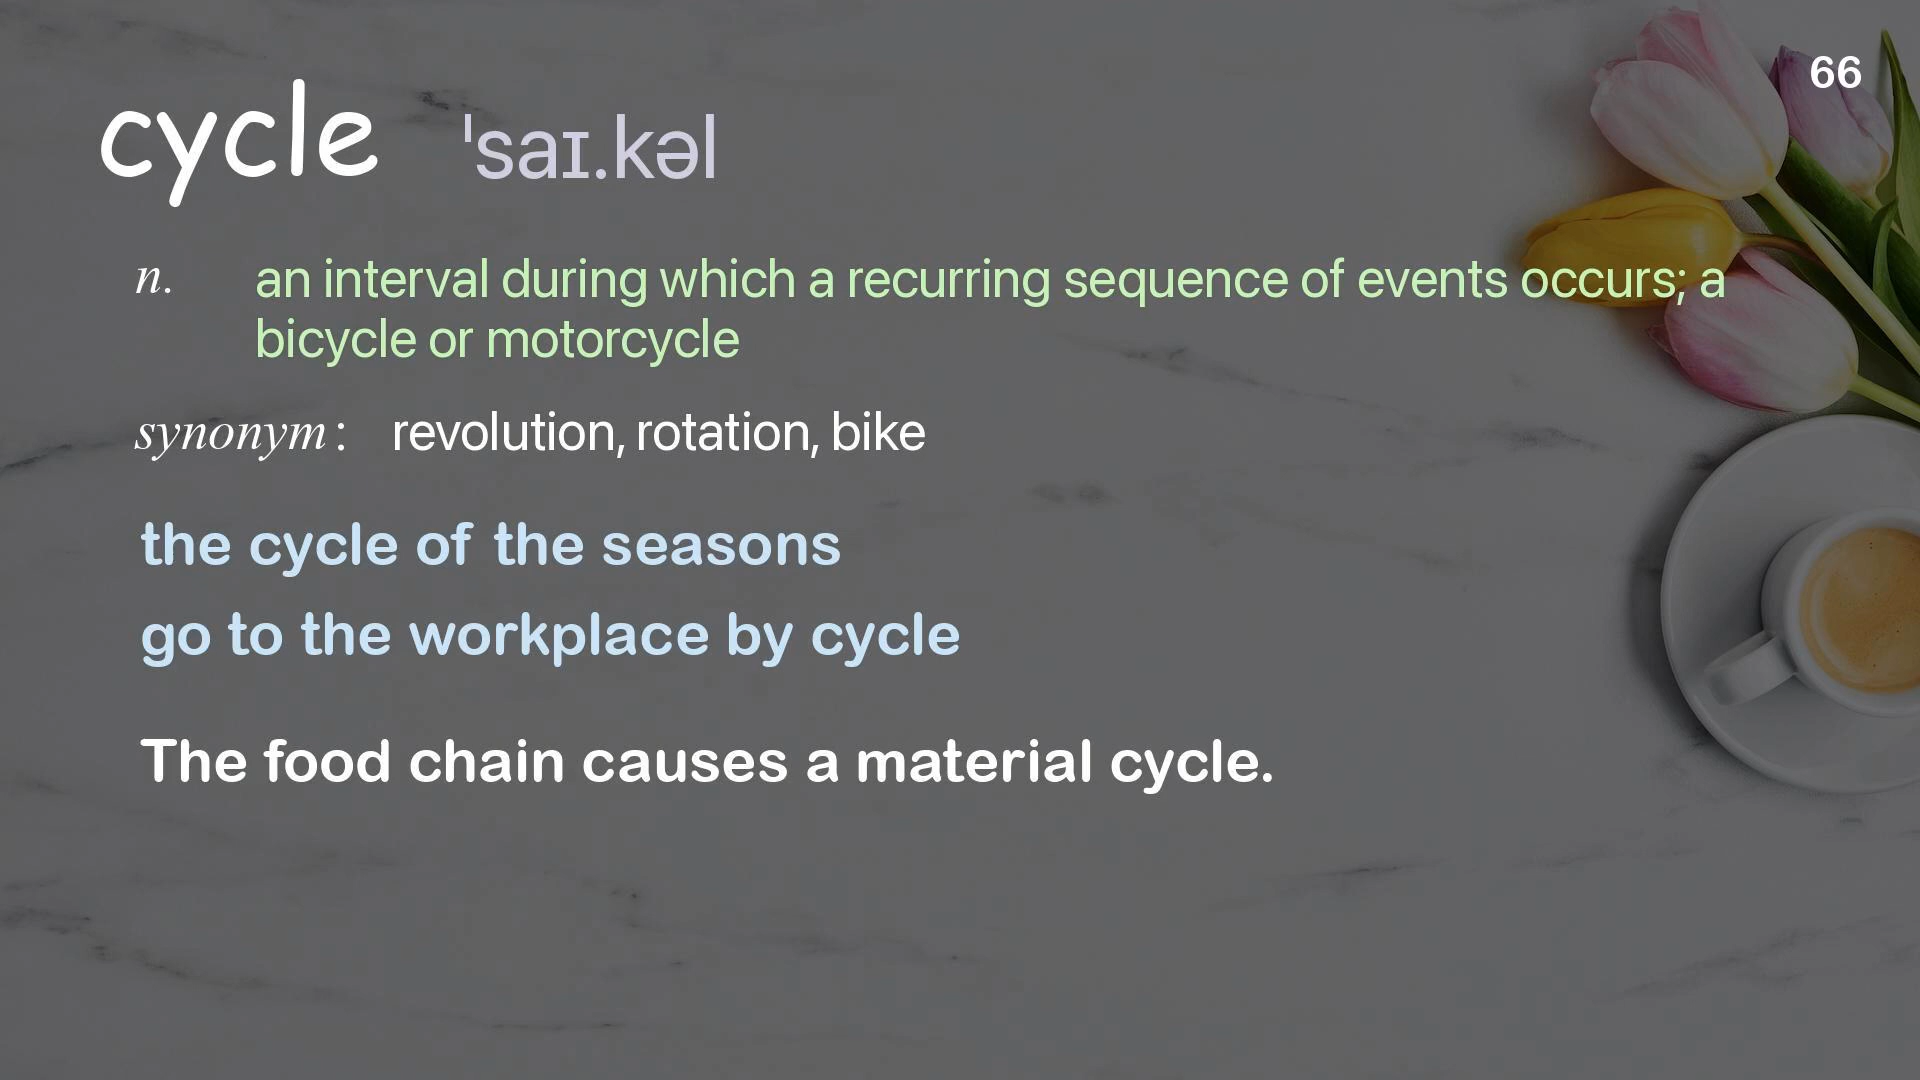 66
cycle ˈsaɪ.kəl
n. an interval during which a recurring sequence of events occurs; a
bicycle or motorcycle
synonym: revolution, rotation, bike
the cycle of the seasons
go to the workplace by cycle
The food chain causes a material cycle.